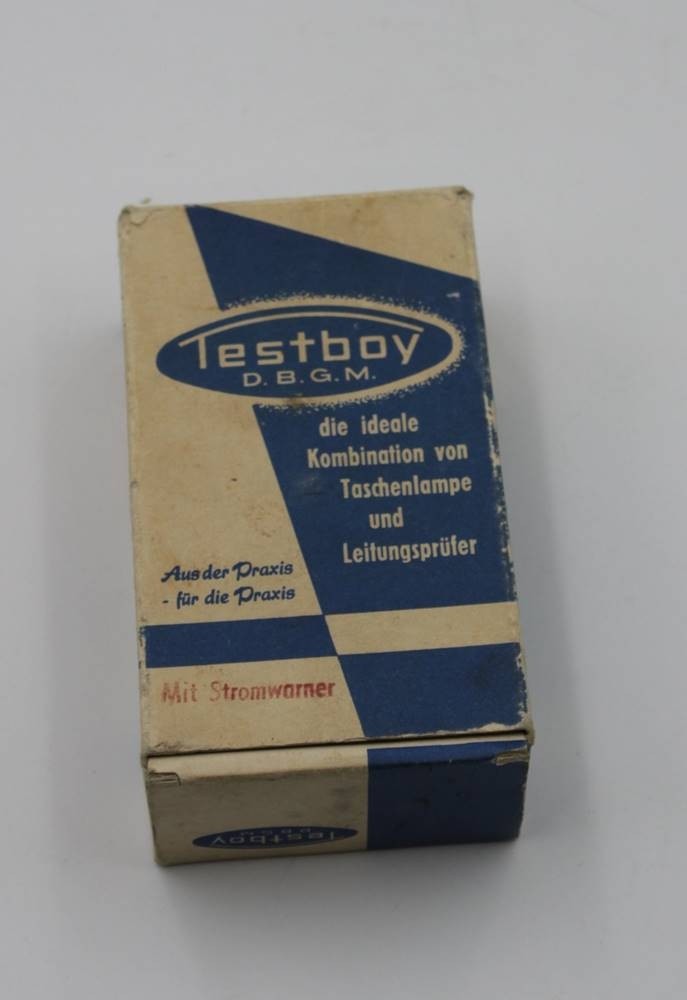 Testboy
D.B.G.M.
die ideale
Kombination von
Taschenlampe
und
Leitungsprüfer
Aus der Praxis
- für die Praxis
Mit Stromwarner
Testboy
D.B.G.M.